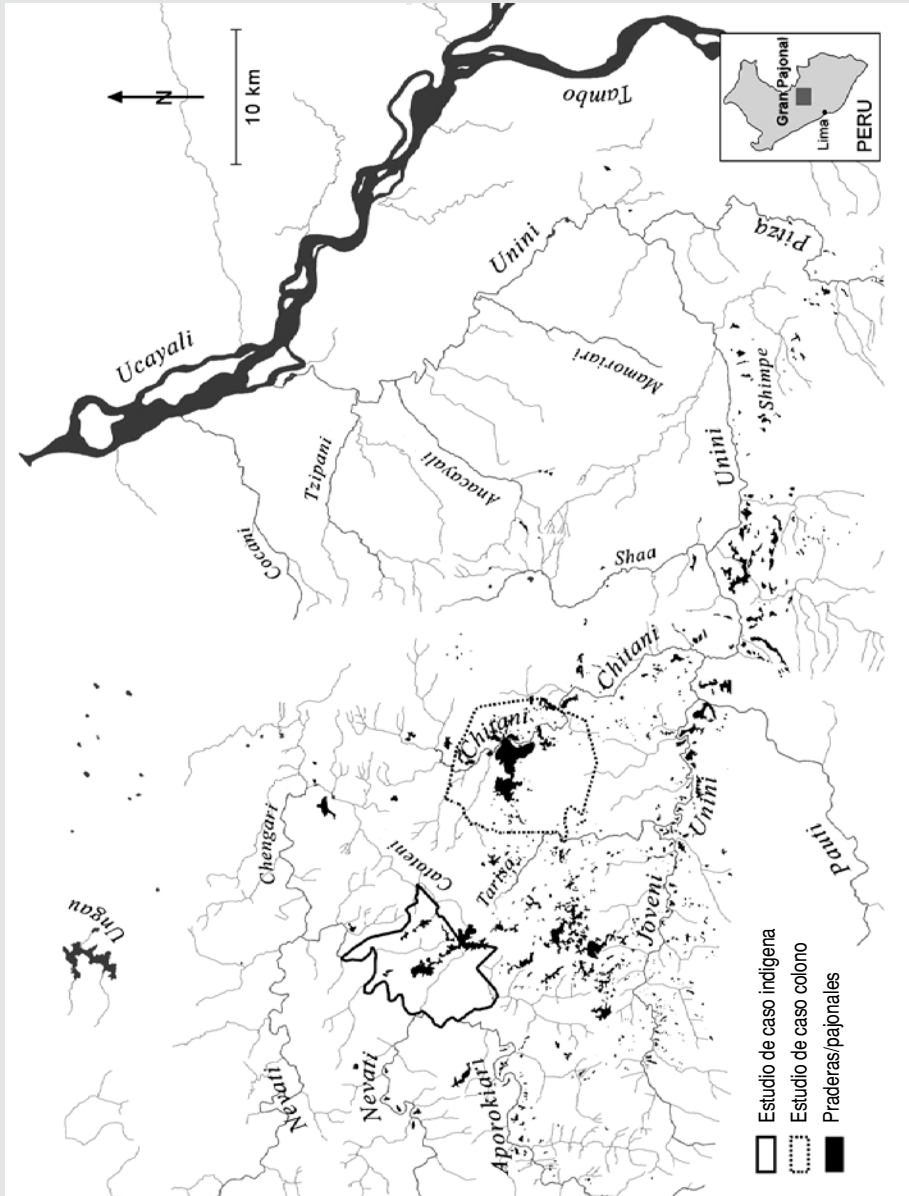 N
10 km
Ucayali
Tambo
Gran Pajonal
Lima
PERU
Unini
Pitza
Cocani
Tzipani
Anacayali
Mamoriari
Shaa
Unini
Shimpe
Ungau
Chengari
Chitani
Chitani
Catoteni
Tarisa
Nevati
Nevati
Aporokiari
Joveni
Unini
Pauti
Estudio de caso indígena
Estudio de caso colono
Praderas/pajonales